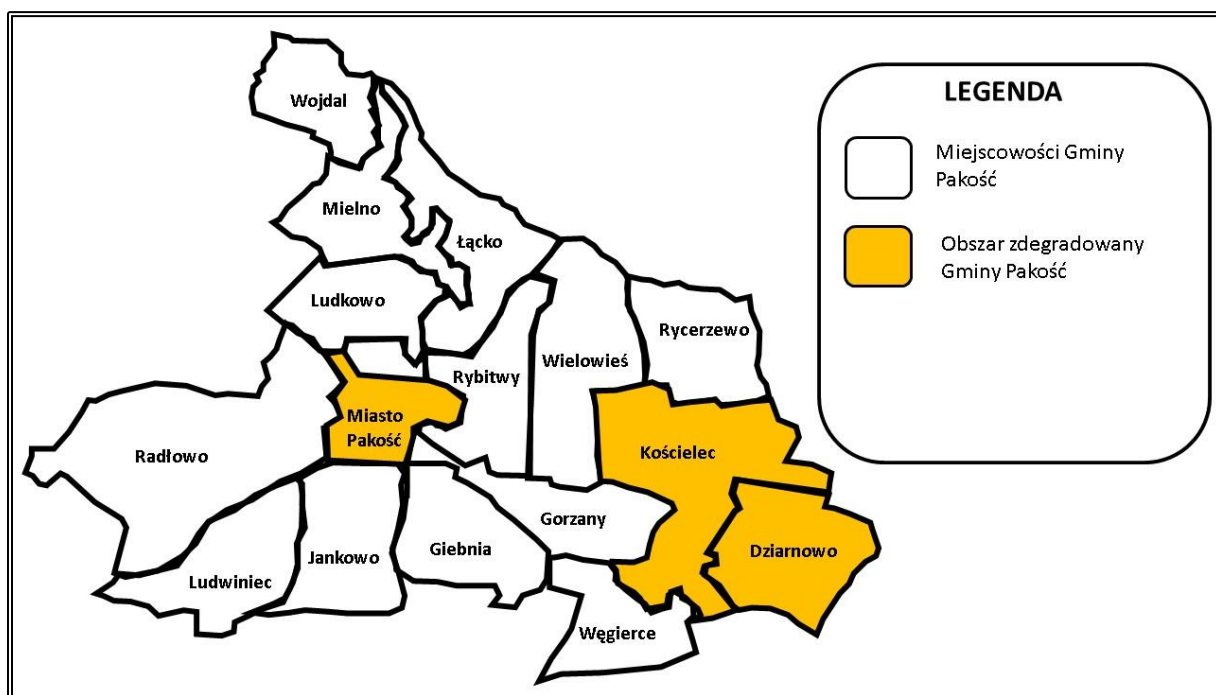 Wojdal
Mielno
Łącko
Ludkowo
Rycerzewo
Wielowieś
Rybitwy
Miasto
Pakość
Radłowo
Kościelec
Gorzany
Giebnia
Jankowo
Dziarnowo
Ludwiniec
Węgierce
LEGENDA
Miejscowości Gminy
Pakość
Obszar zdegradowany
Gminy Pakość